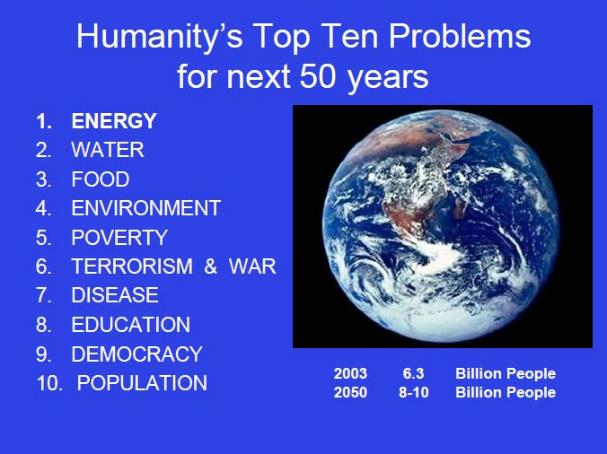 Humanity's Top Ten Problems
for next 50 years
1. ENERGY
2. WATER
3. FOOD
4. ENVIRONMENT
5. POVERTY
6. TERRORISM & WAR
7. DISEASE
8. EDUCATION
9. DEMOCRACY
10. POPULATION
2003 6.3 Billion People
2050 8-10 Billion People